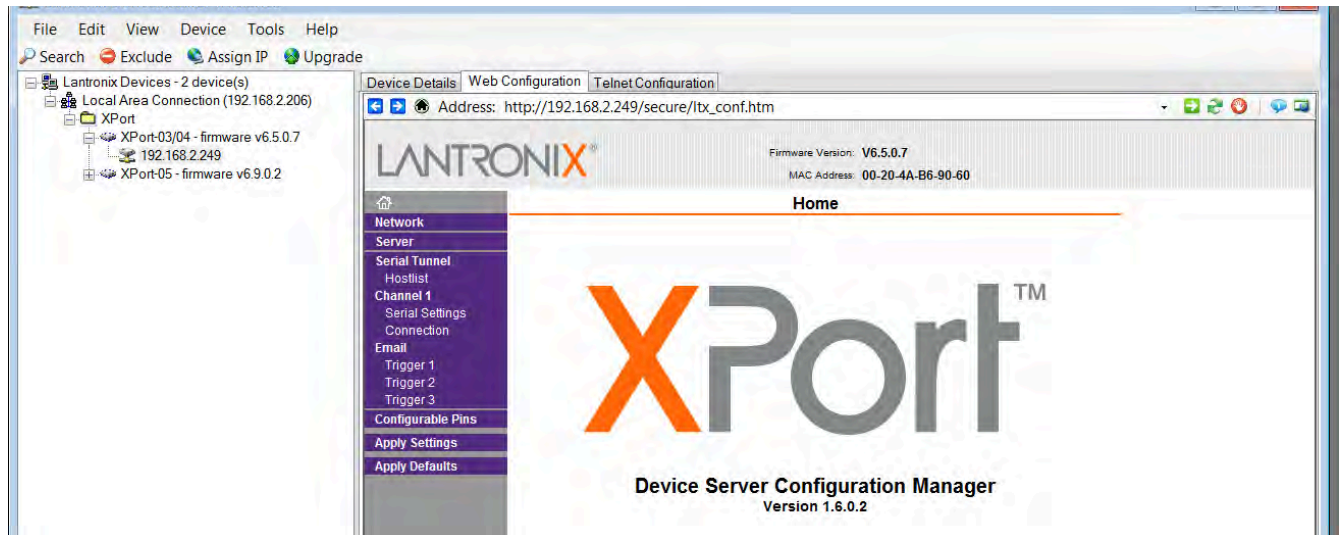 File Edit View Device Tools Help
Search Exclude Assign IP Upgrade
Lantronix Devices - 2 device(s)
Local Area Connection (192.168.2.206)
XPort
XPort-03/04 - firmware v6.5.0.7
192.168.2.249
XPort-05 - firmware v6.9.0.2
Device Details Web Configuration Telnet Configuration
Address: http://192.168.2.249/secure/ltx_conf.htm
LANTRONIX®
Firmware Version: V6.5.0.7
MAC Address: 00-20-4A-B6-90-60
Home
Network
Server
Serial Tunnel
Hostlist
Channel 1
Serial Settings
Connection
Email
Trigger 1
Trigger 2
Trigger 3
Configurable Pins
Apply Settings
Apply Defaults
XPort™
Device Server Configuration Manager
Version 1.6.0.2